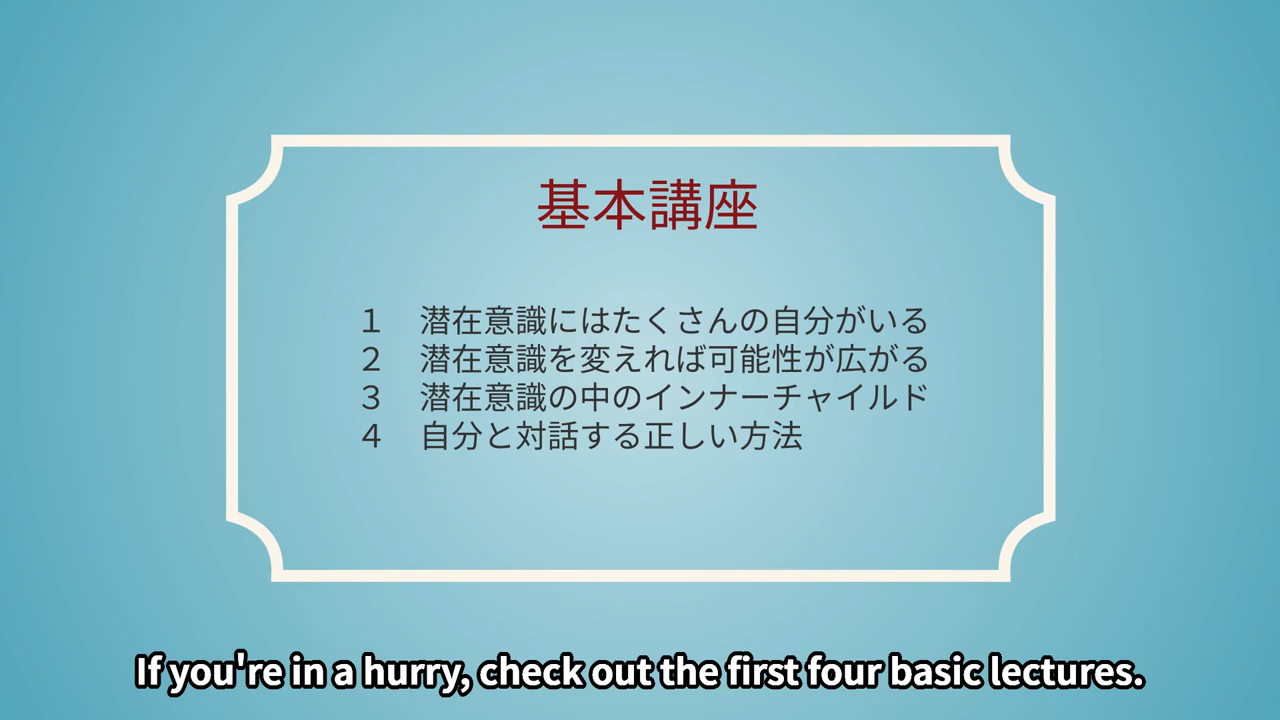 基本講座
１　潜在意識にはたくさんの自分がいる
２　潜在意識を変えれば可能性が広がる
３　潜在意識の中のインナーチャイルド
４　自分と対話する正しい方法
If you're in a hurry, check out the first four basic lectures.